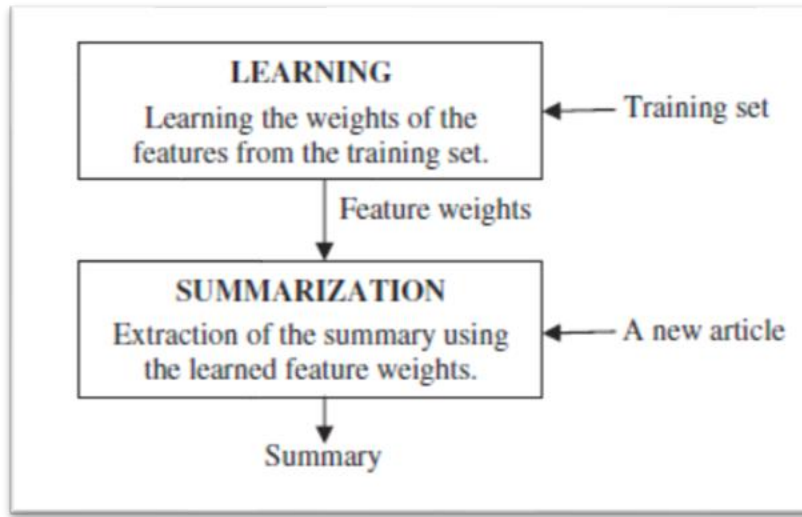 LEARNING
Learning the weights of the
features from the training set.
Training set
Feature weights
SUMMARIZATION
Extraction of the summary using
the learned feature weights.
A new article
Summary